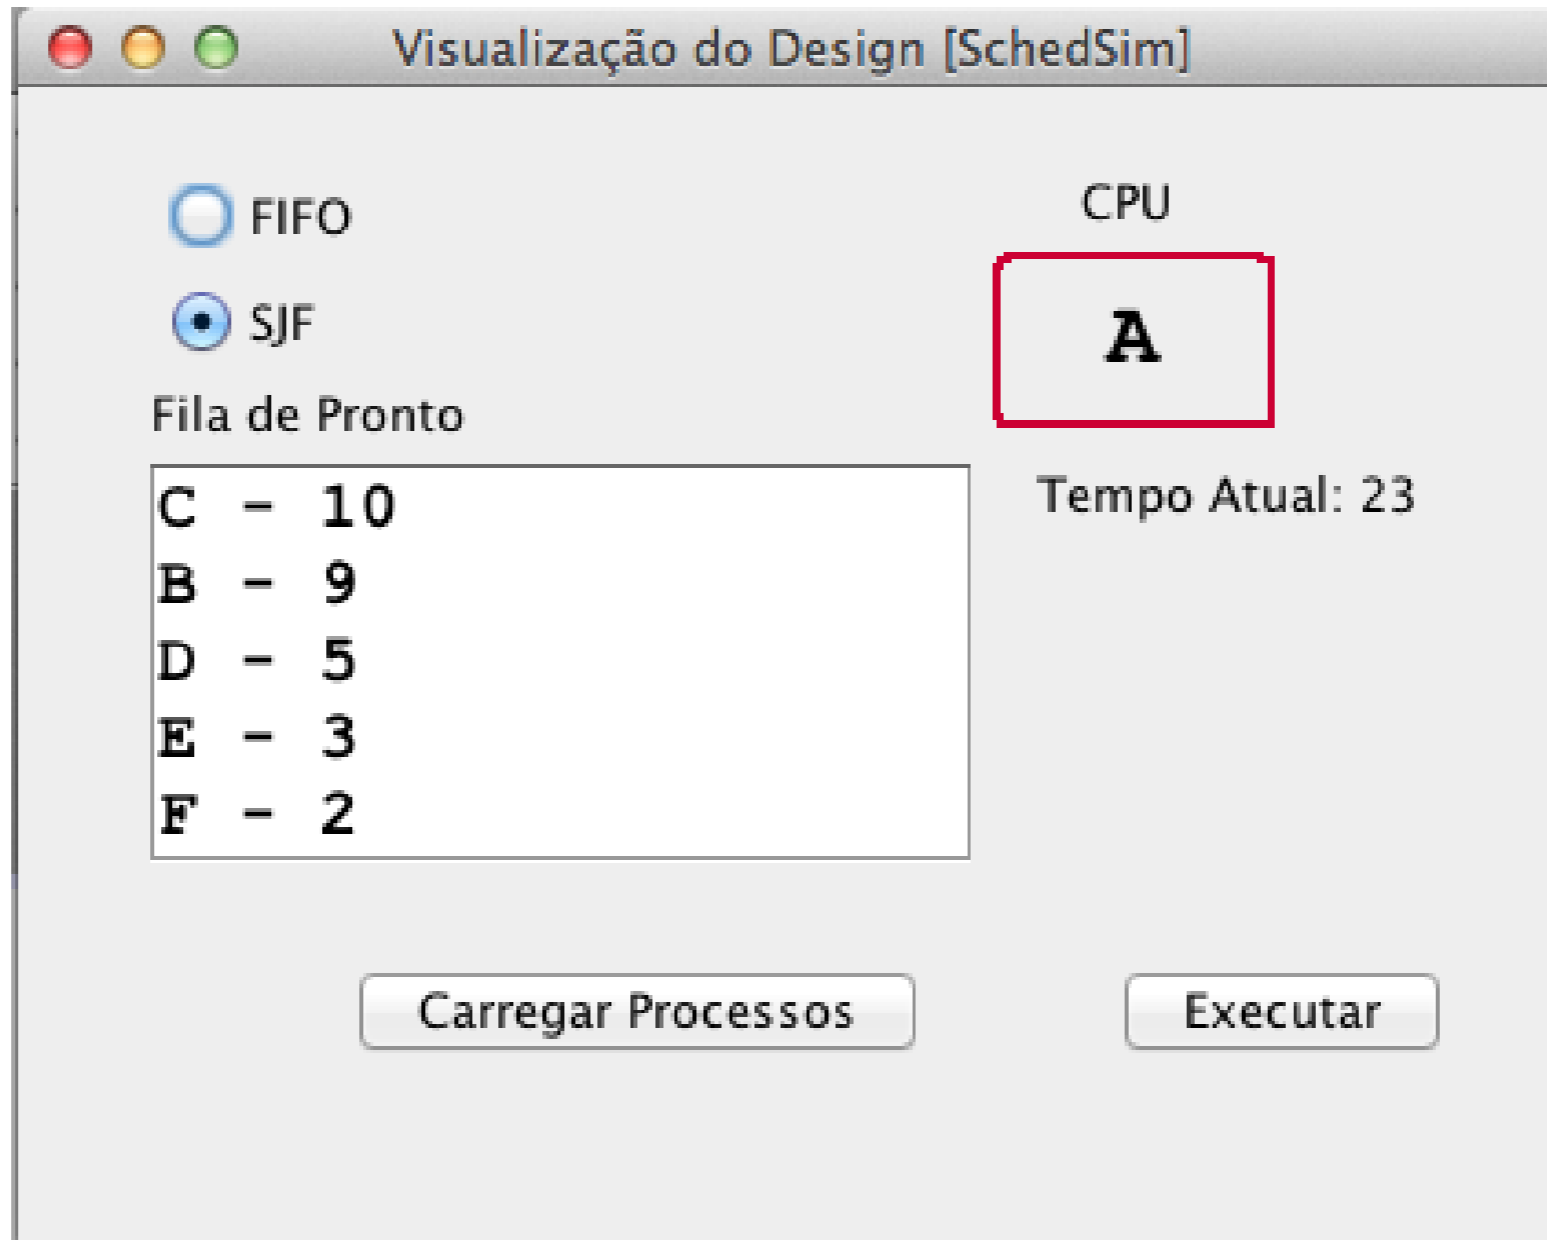 Visualização do Design [SchedSim]
FIFO
CPU
SJF
A
Fila de Pronto
C - 10
Tempo Atual: 23
B - 9
D - 5
E - 3
F - 2
Carregar Processos
Executar